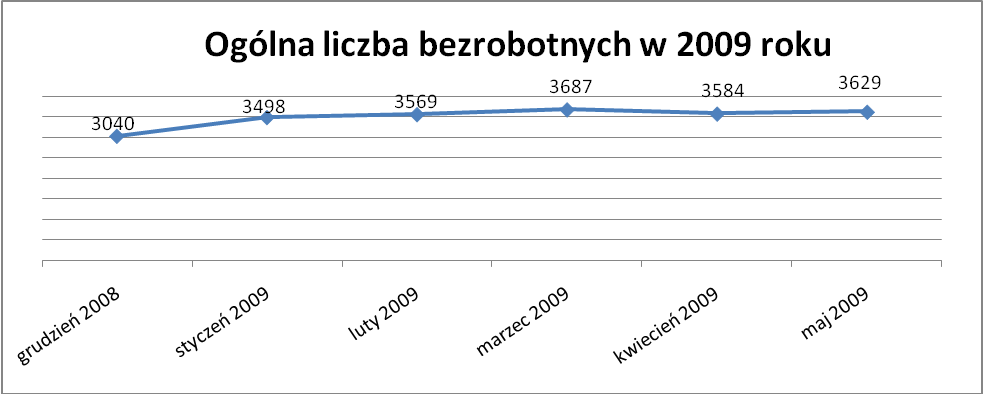 Ogólna liczba bezrobotnych w 2009 roku
3040
3498
3569
3687
3584
3629
grudzień 2008
styczeń 2009
luty 2009
marzec 2009
kwiecień 2009
maj 2009